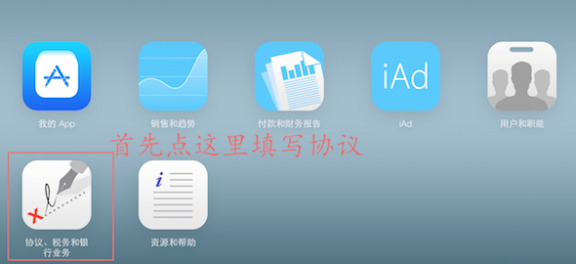 iAd
我的 App
销售和趋势
付款和财务报告
iAd
用户和职能
首先点这里填写协议
i
协议、税务和银
行业务
资源和帮助